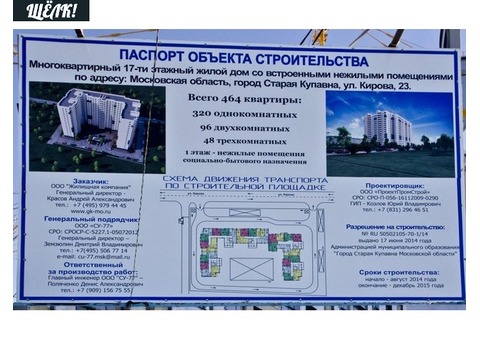 ЩЁЛК!
ПАСПОРТ ОБЪЕКТА СТРОИТЕЛЬСТВА
Многоквартирный 17-ти этажный жилой дом со встроенными нежилыми помещениями
по адресу: Московская область, город Старая Купавна, ул. Кирова, 23.
Всего 464 квартиры:
320 однокомнатных
96 двухкомнатных
48 трехкомнатных
1 этаж - нежилые помещения
социально-бытового назначения
СХЕМА ДВИЖЕНИЯ ТРАНСПОРТА
ПО СТРОИТЕЛЬНОЙ ПЛОЩАДКЕ
Заказчик:
ООО "Жилищная компания"
Генеральный директор -
Красов Андрей Алексеевич
тел.: +7 (495) 979 44 45
www.gk-mo.ru
Генеральный подрядчик:
ООО «СУ-77»
СРО: СРОСР-С-5227.1-05072012
Генеральный директор -
Земзюлин Дмитрий Владимирович
тел.: +7(495) 506 77 14
e-mail: cu-77.msk@mail.ru
Ответственный
за производство работ:
Главный инженер ООО "СУ-77" -
Поляченко Денис Александрович
тел. +7 (909) 156 75 55
Проектировщик:
ООО «ПроектПромСтрой»
СРО: СРО-П-056-16112009-0290
ГИП - Козлов Юрий Владимирович
тел.: +7 (831) 296 46 51
Разрешение на строительство:
№ RU 50502105-70-1/14
выдано 17 июня 2014 года
Администрация муниципального образования
"Город Старая Купавна Московской области"
Сроки строительства:
начало - август 2014 года
окончание - декабрь 2015 года